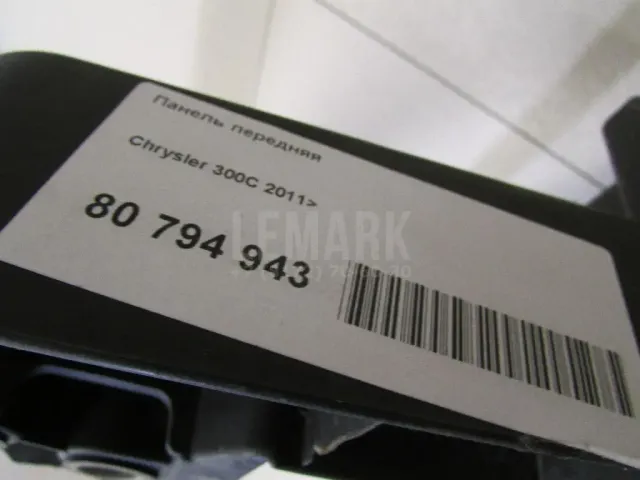 Панель передняя
Chrysler 300C 2011>
80 794 943
LEMARK